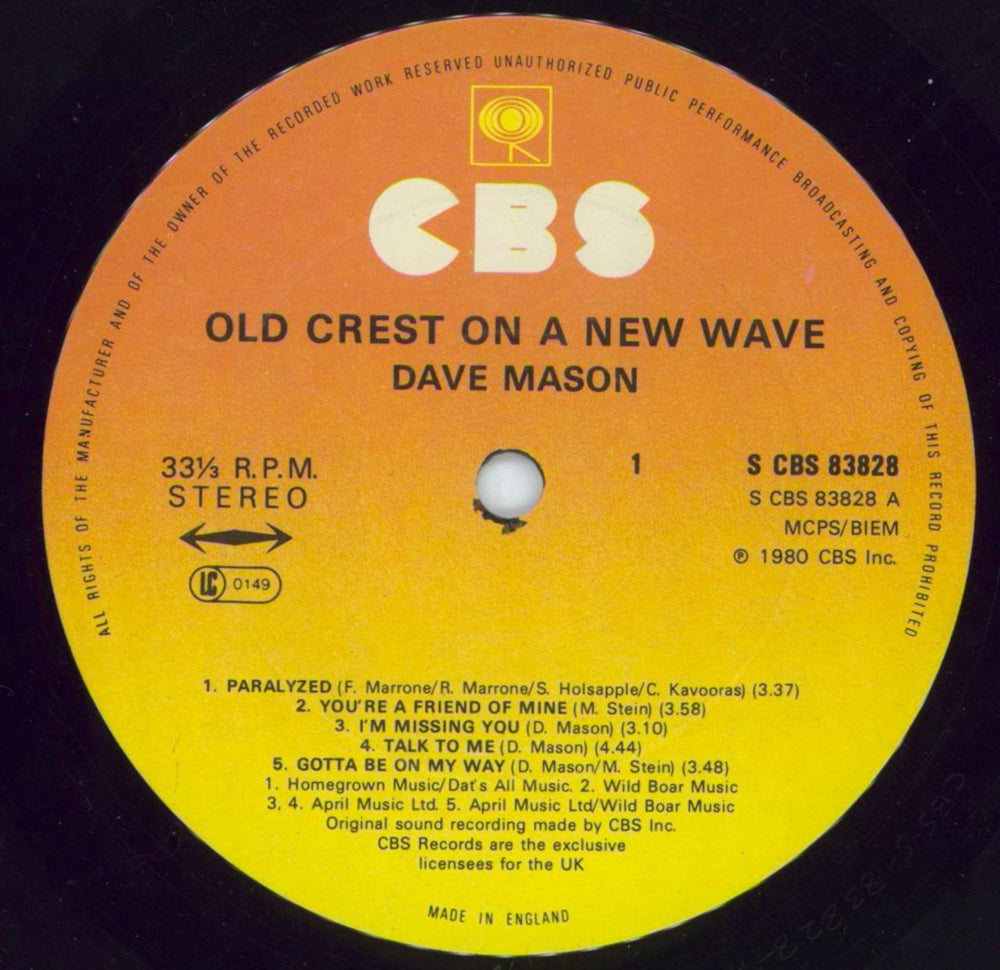 ALL RIGHTS OF THE MANUFACTURER AND OF THE OWNER OF THE RECORDED WORK RESERVED UNAUTHORIZED PUBLIC PERFORMANCE BROADCASTING AND COPYING OF THIS RECORD PROHIBITED
CBS
OLD CREST ON A NEW WAVE
DAVE MASON
33⅓ R.P.M.
STEREO
LC 0149
1
S CBS 83828
S CBS 83828 A
MCPS/BIEM
℗ 1980 CBS Inc.
1. PARALYZED (F. Marrone/R. Marrone/S. Holsapple/C. Kavooras) (3.37)
2. YOU'RE A FRIEND OF MINE (M. Stein) (3.58)
3. I'M MISSING YOU (D. Mason) (3.10)
4. TALK TO ME (D. Mason) (4.44)
5. GOTTA BE ON MY WAY (D. Mason/M. Stein) (3.48)
1. Homegrown Music/Dat's All Music. 2. Wild Boar Music
3, 4. April Music Ltd. 5. April Music Ltd/Wild Boar Music
Original sound recording made by CBS Inc.
CBS Records are the exclusive
licensees for the UK
MADE IN ENGLAND